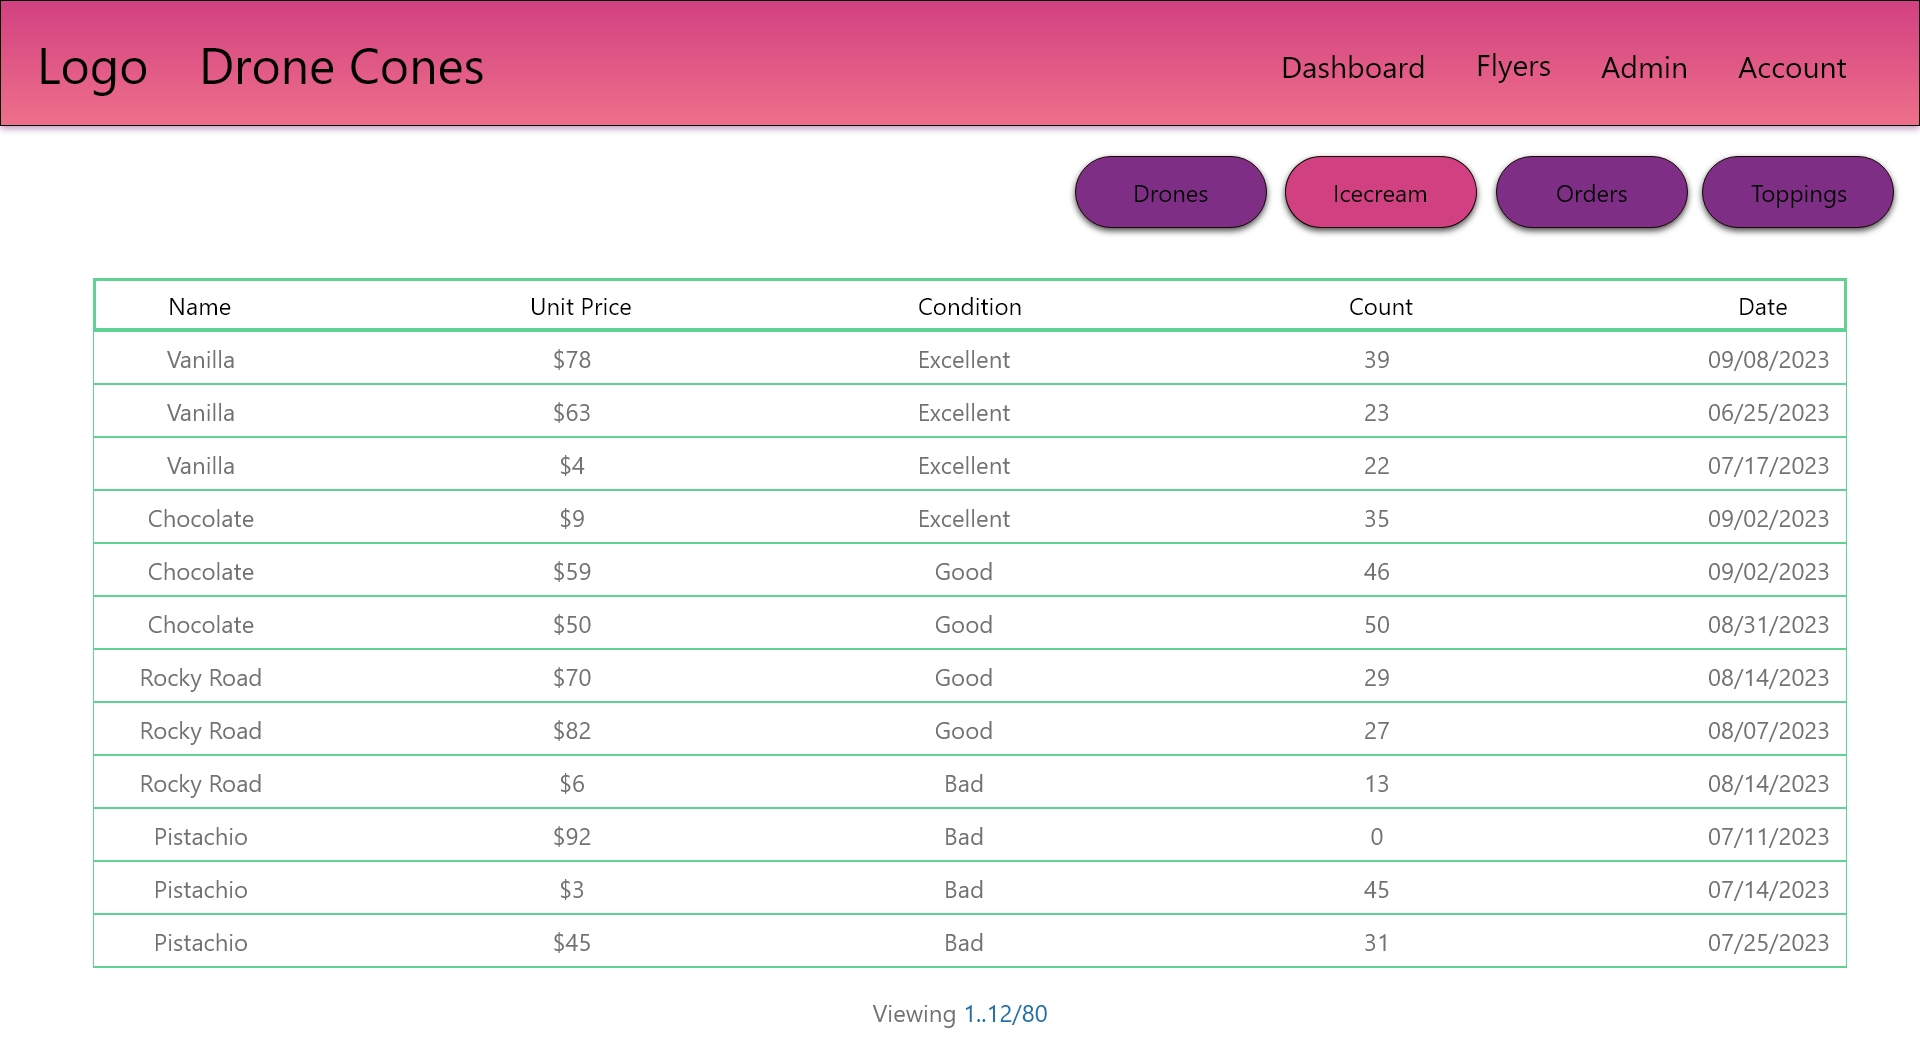 Logo Drone Cones Dashboard Flyers Admin Account
Drones Icecream Orders Toppings
Name Unit Price Condition Count Date
Vanilla $78 Excellent 39 09/08/2023
Vanilla $63 Excellent 23 06/25/2023
Vanilla $4 Excellent 22 07/17/2023
Chocolate $9 Excellent 35 09/02/2023
Chocolate $59 Good 46 09/02/2023
Chocolate $50 Good 50 08/31/2023
Rocky Road $70 Good 29 08/14/2023
Rocky Road $82 Good 27 08/07/2023
Rocky Road $6 Bad 13 08/14/2023
Pistachio $92 Bad 0 07/11/2023
Pistachio $3 Bad 45 07/14/2023
Pistachio $45 Bad 31 07/25/2023
Viewing 1..12/80